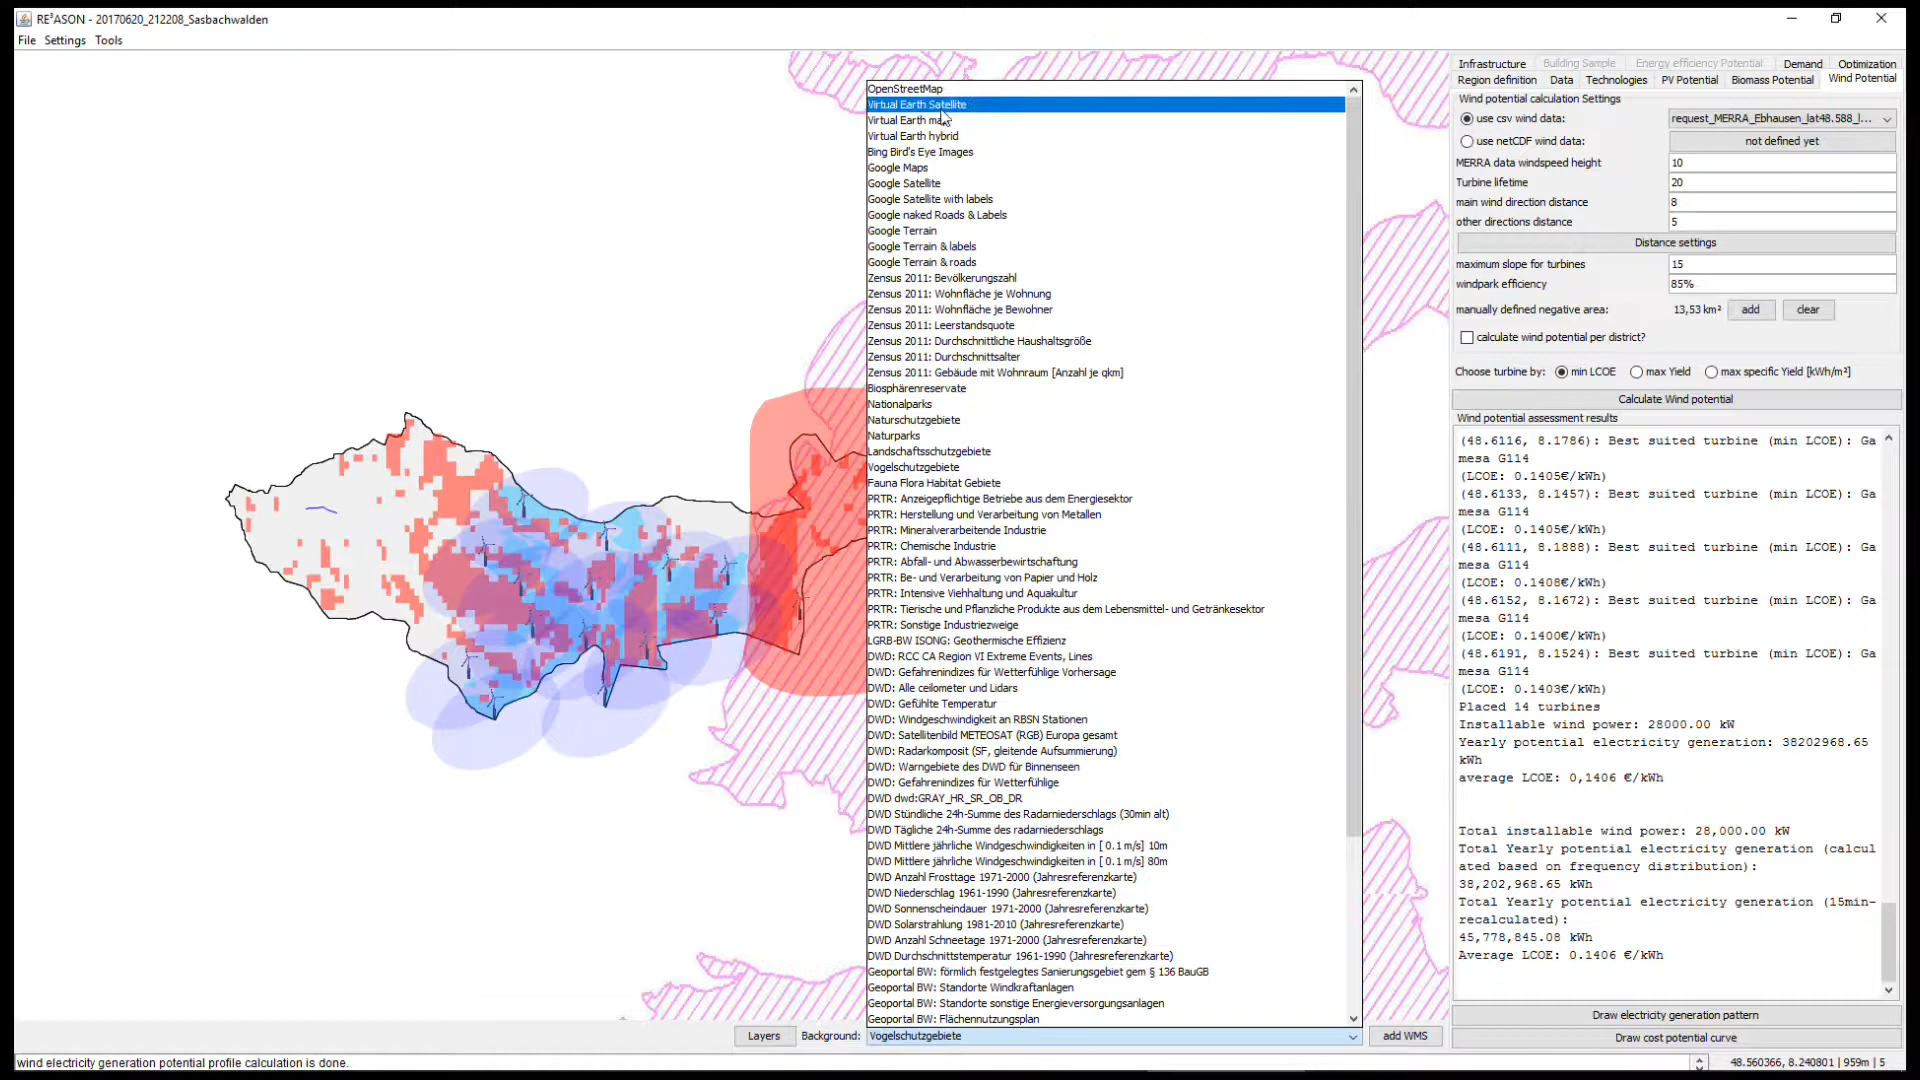 RE³ASON - 20170620_212208_Sasbachwalden
File Settings Tools
OpenStreetMap
Virtual Earth Satellite
Virtual Earth ma
Virtual Earth hybrid
Bing Bird's Eye Images
Google Maps
Google Satellite
Google Satellite with labels
Google naked Roads & Labels
Google Terrain
Google Terrain & labels
Google Terrain & roads
Zensus 2011: Bevölkerungszahl
Zensus 2011: Wohnfläche je Wohnung
Zensus 2011: Wohnfläche je Bewohner
Zensus 2011: Leerstandsquote
Zensus 2011: Durchschnittliche Haushaltsgröße
Zensus 2011: Durchschnittsalter
Zensus 2011: Gebäude mit Wohnraum [Anzahl je qkm]
Biosphärenreservate
Nationalparks
Naturschutzgebiete
Naturparks
Landschaftsschutzgebiete
Vogelschutzgebiete
Fauna Flora Habitat Gebiete
PRTR: Anzeigepflichtige Betriebe aus dem Energiesektor
PRTR: Herstellung und Verarbeitung von Metallen
PRTR: Mineralverarbeitende Industrie
PRTR: Chemische Industrie
PRTR: Abfall- und Abwasserbewirtschaftung
PRTR: Be- und Verarbeitung von Papier und Holz
PRTR: Intensive Viehhaltung und Aquakultur
PRTR: Tierische und Pflanzliche Produkte aus dem Lebensmittel- und Getränkesektor
PRTR: Sonstige Industriezweige
LGRB-BW ISONG: Geothermische Effizienz
DWD: RCC CA Region VI Extreme Events, Lines
DWD: Gefahrenindizes für Wetterfühlige Vorhersage
DWD: Alle ceilometer und Lidars
DWD: Gefühlte Temperatur
DWD: Windgeschwindigkeit an RBSN Stationen
DWD: Satellitenbild METEOSAT (RGB) Europa gesamt
DWD: Radarkomposit (SF, gleitende Aufsummierung)
DWD: Warngebiete des DWD für Binnenseen
DWD: Gefahrenindizes für Wetterfühlige
DWD dwd:GRAY_HR_SR_OB_DR
DWD Stündliche 24h-Summe des Radarniederschlags (30min alt)
DWD Tägliche 24h-Summe des radarniederschlags
DWD Mittlere jährliche Windgeschwindigkeiten in [ 0.1 m/s] 10m
DWD Mittlere jährliche Windgeschwindigkeiten in [ 0.1 m/s] 80m
DWD Anzahl Frosttage 1971-2000 (Jahresreferenzkarte)
DWD Niederschlag 1961-1990 (Jahresreferenzkarte)
DWD Sonnenscheindauer 1971-2000 (Jahresreferenzkarte)
DWD Solarstrahlung 1981-2010 (Jahresreferenzkarte)
DWD Anzahl Schneetage 1971-2000 (Jahresreferenzkarte)
DWD Durchschnittstemperatur 1961-1990 (Jahresreferenzkarte)
Geoportal BW: förmlich festgelegtes Sanierungsgebiet gem § 136 BauGB
Geoportal BW: Standorte Windkraftanlagen
Geoportal BW: Standorte sonstige Energieversorgungsanlagen
Geoportal BW: Flächennutzungsplan
Layers Background: Vogelschutzgebiete add WMS
Infrastructure Building Sample Energy efficiency Potential Demand Optimization
Region definition Data Technologies PV Potential Biomass Potential Wind Potential
Wind potential calculation Settings
use csv wind data: request_MERRA_Ebhausen_lat48.588_l...
use netCDF wind data: not defined yet
MERRA data windspeed height 10
Turbine lifetime 20
main wind direction distance 8
other directions distance 5
Distance settings
maximum slope for turbines 15
windpark efficiency 85%
manually defined negative area: 13,53 km² add clear
calculate wind potential per district?
Choose turbine by: min LCOE max Yield max specific Yield [kWh/m²]
Calculate Wind potential
Wind potential assessment results
(48.6116, 8.1786): Best suited turbine (min LCOE): Ga
mesa G114
(LCOE: 0.1405€/kWh)
(48.6133, 8.1457): Best suited turbine (min LCOE): Ga
mesa G114
(LCOE: 0.1405€/kWh)
(48.6111, 8.1888): Best suited turbine (min LCOE): Ga
mesa G114
(LCOE: 0.1408€/kWh)
(48.6152, 8.1672): Best suited turbine (min LCOE): Ga
mesa G114
(LCOE: 0.1400€/kWh)
(48.6191, 8.1524): Best suited turbine (min LCOE): Ga
mesa G114
(LCOE: 0.1403€/kWh)
Placed 14 turbines
Installable wind power: 28000.00 kW
Yearly potential electricity generation: 38202968.65
kWh
average LCOE: 0,1406 €/kWh
Total installable wind power: 28,000.00 kW
Total Yearly potential electricity generation (calcul
ated based on frequency distribution):
38,202,968.65 kWh
Total Yearly potential electricity generation (15min-
recalculated):
45,778,845.08 kWh
Average LCOE: 0.1406 €/kWh
Draw electricity generation pattern
Draw cost potential curve
wind electricity generation potential profile calculation is done.
48.560366, 8.240801 | 959m | 5